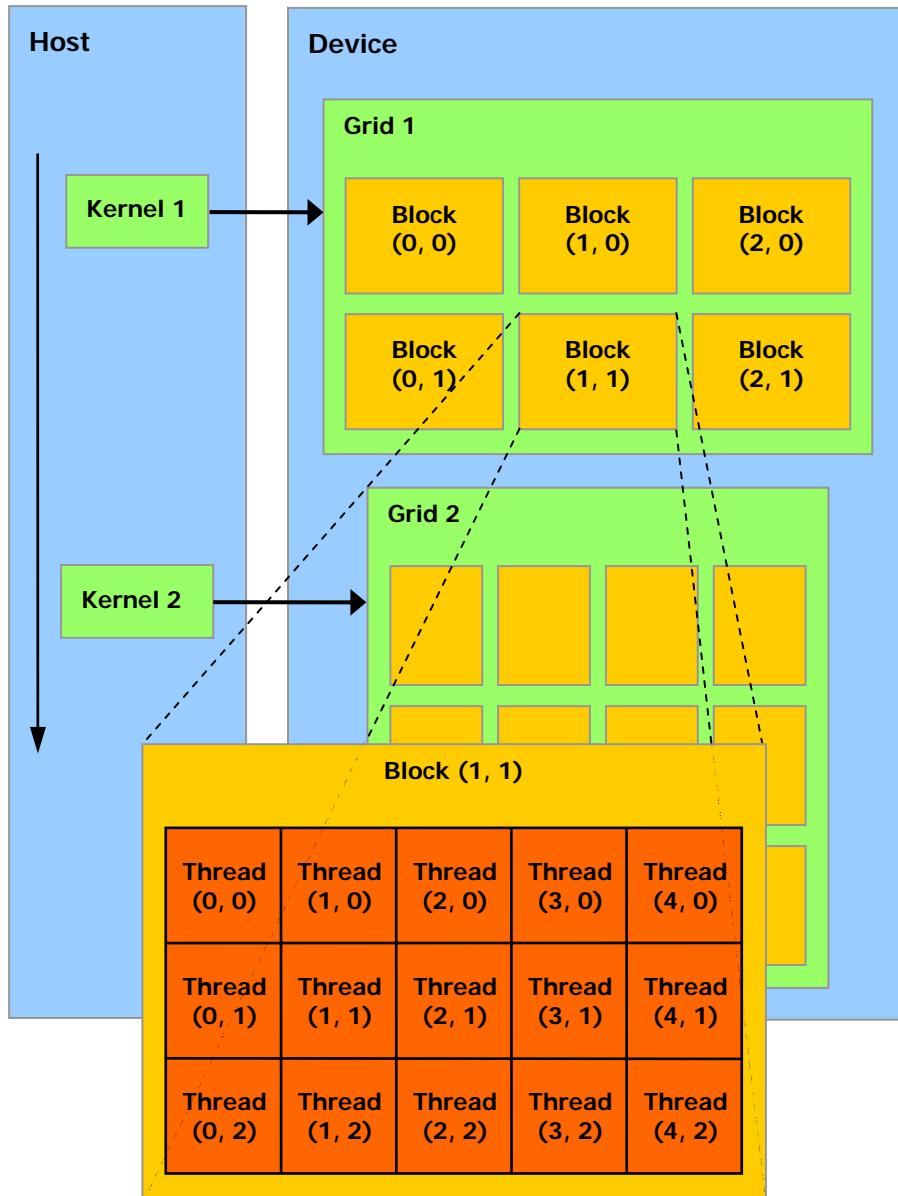 Host
Device
Grid 1
Kernel 1
Block
(0, 0)
Block
(1, 0)
Block
(2, 0)
Block
(0, 1)
Block
(1, 1)
Block
(2, 1)
Grid 2
Kernel 2
Block (1, 1)
Thread
(0, 0)
Thread
(1, 0)
Thread
(2, 0)
Thread
(3, 0)
Thread
(4, 0)
Thread
(0, 1)
Thread
(1, 1)
Thread
(2, 1)
Thread
(3, 1)
Thread
(4, 1)
Thread
(0, 2)
Thread
(1, 2)
Thread
(2, 2)
Thread
(3, 2)
Thread
(4, 2)